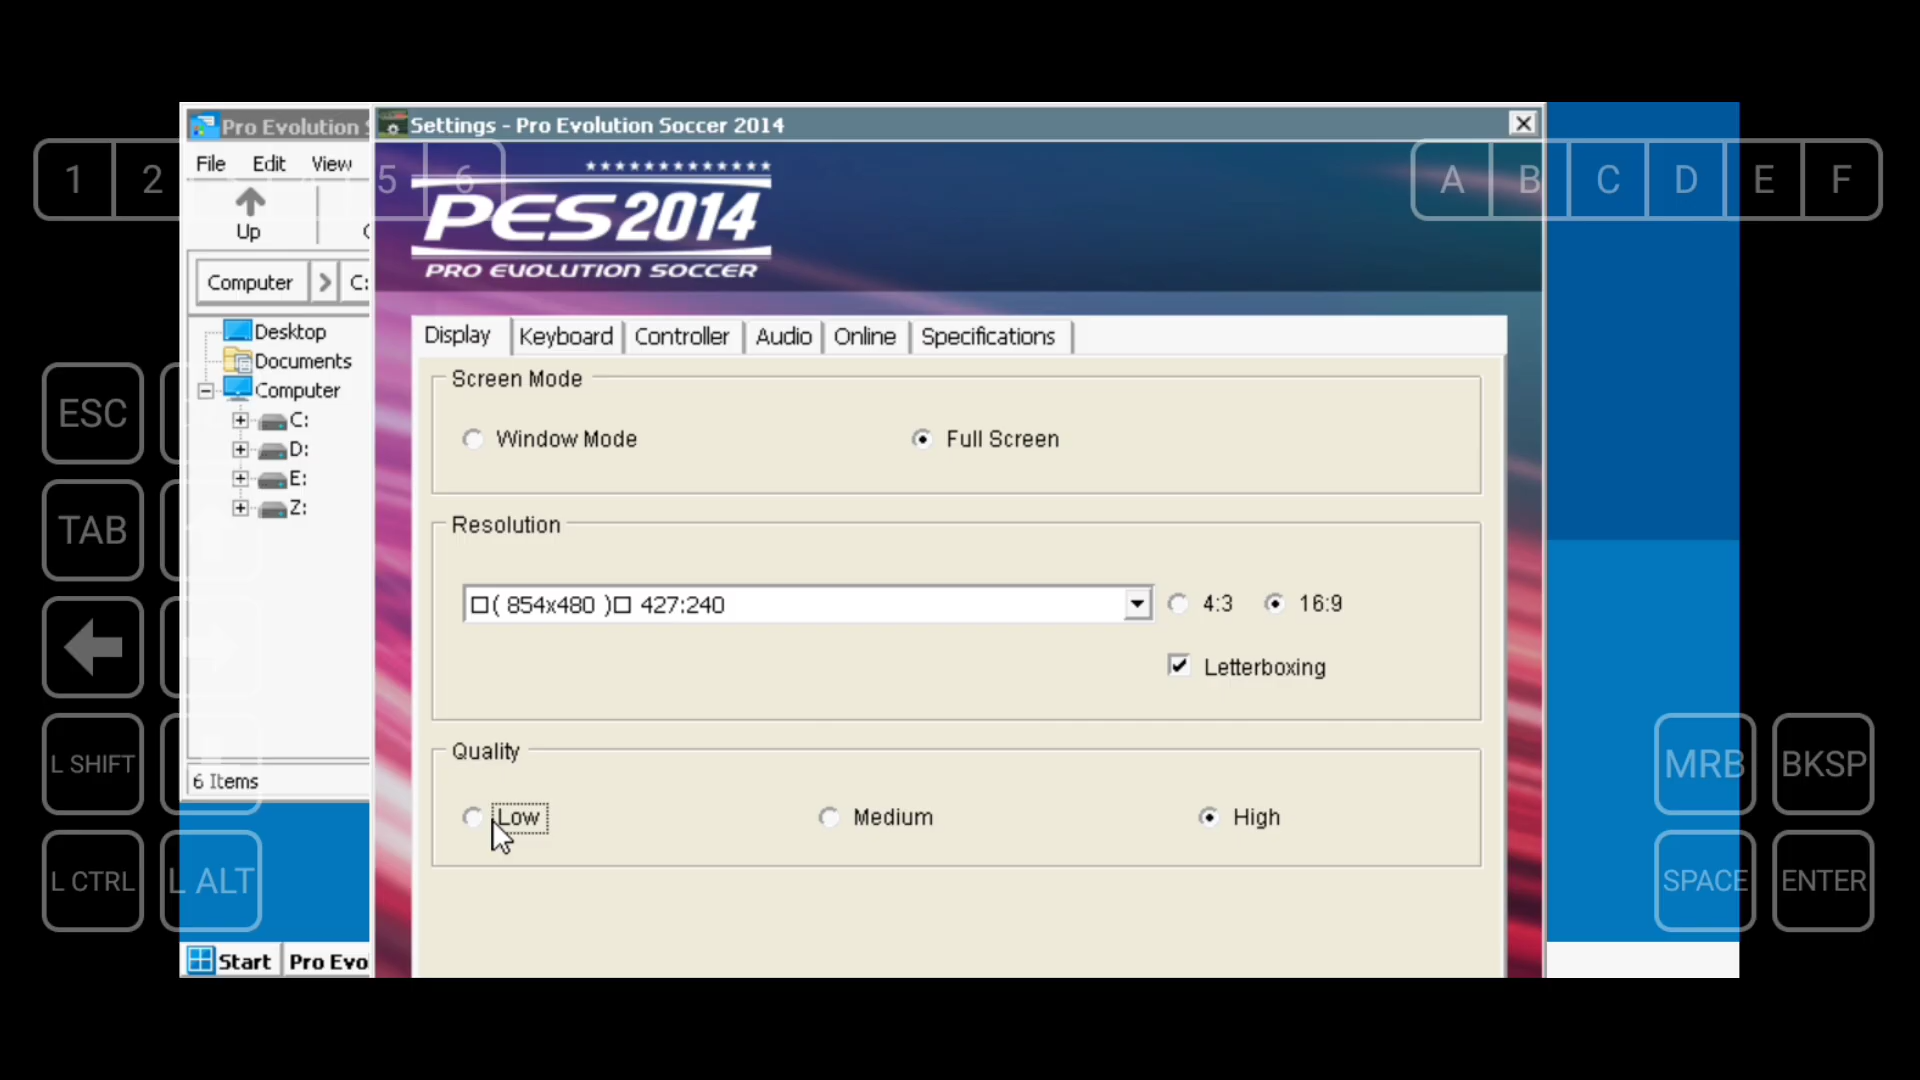 Pro Evolution S
Settings - Pro Evolution Soccer 2014
File Edit View
1 2 5 6
A B C D E F
PES2014
PRO EVOLUTION SOCCER
Up
Computer C:
Desktop
Documents
Computer
C:
D:
E:
Z:
6 Items
Display Keyboard Controller Audio Online Specifications
Screen Mode
Window Mode Full Screen
Resolution
□( 854x480 )□ 427:240
4:3 16:9
Letterboxing
Quality
Low Medium High
ESC
TAB
L SHIFT
L CTRL L ALT
MRB BKSP
SPACE ENTER
Start Pro Evo